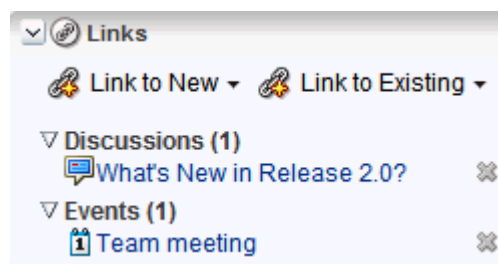 Links
Link to New Link to Existing
Discussions (1)
What's New in Release 2.0?
Events (1)
1 Team meeting